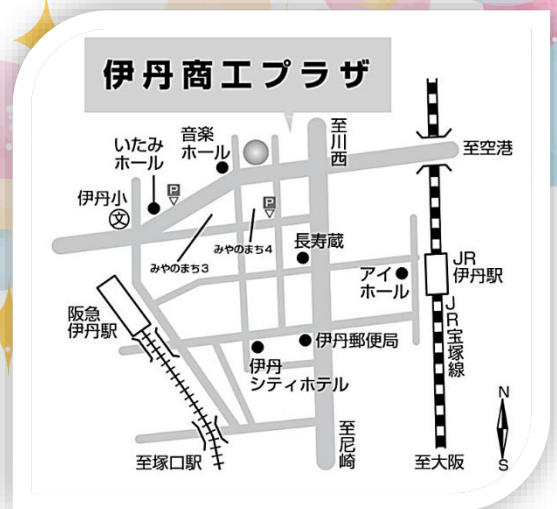 伊丹商工プラザ
至川西
音楽
ホール
いたみ
ホール
至空港
P
伊丹小
文
P
みやのまち3
みやのまち4
長寿蔵
アイ
ホール
JR
伊丹駅
阪急
伊丹駅
JR宝塚線
伊丹郵便局
伊丹
シティホテル
至尼崎
N
S
至塚口駅
至大阪